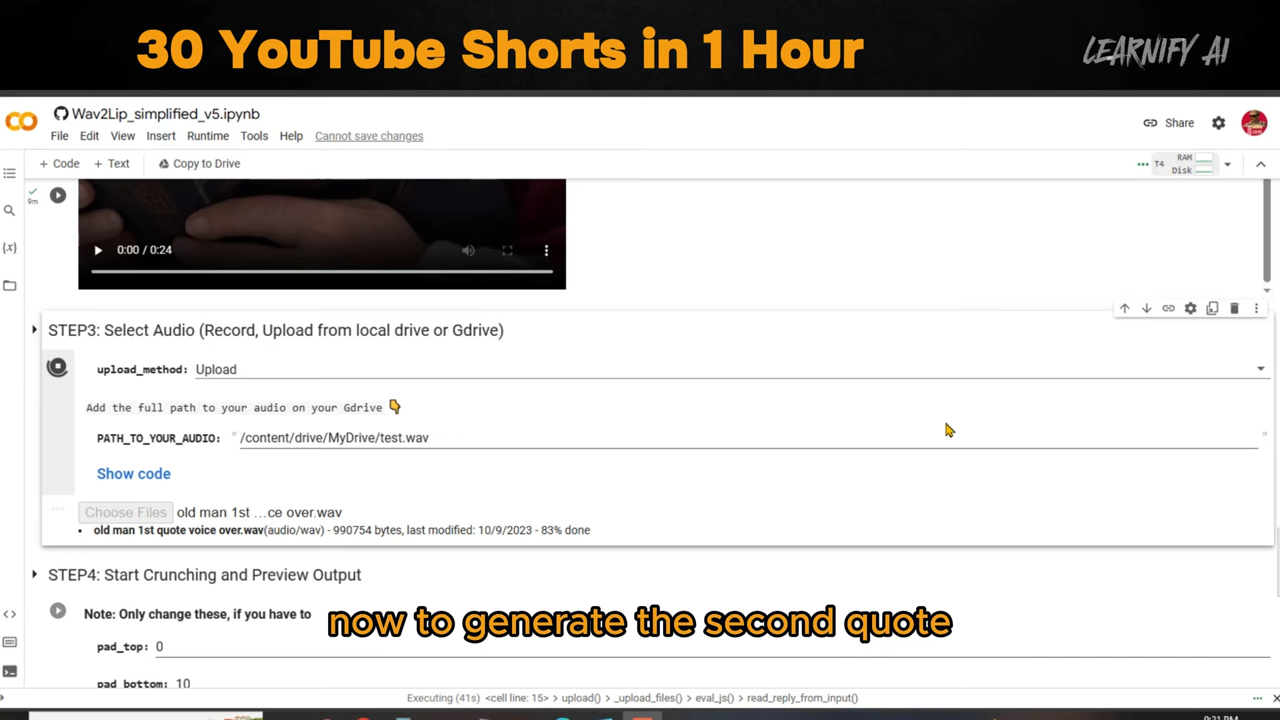 30 YouTube Shorts in 1 Hour
LEARNIFY AI
Wav2Lip_simplified_v5.ipynb
File Edit View Insert Runtime Tools Help Cannot save changes
Share
+ Code + Text Copy to Drive
T4 RAM
Disk
9m
0:00 / 0:24
{x}
STEP3: Select Audio (Record, Upload from local drive or Gdrive)
upload_method: Upload
Add the full path to your audio on your Gdrive
PATH_TO_YOUR_AUDIO: " /content/drive/MyDrive/test.wav "
Show code
Choose Files old man 1st ...ce over.wav
• old man 1st quote voice over.wav(audio/wav) - 990754 bytes, last modified: 10/9/2023 - 83% done
STEP4: Start Crunching and Preview Output
Note: Only change these, if you have to
now to generate the second quote
pad_top: 0
pad_bottom: 10
Executing (41s) <cell line: 15> > upload() > _upload_files() > eval_js() > read_reply_from_input()
9:21 PM